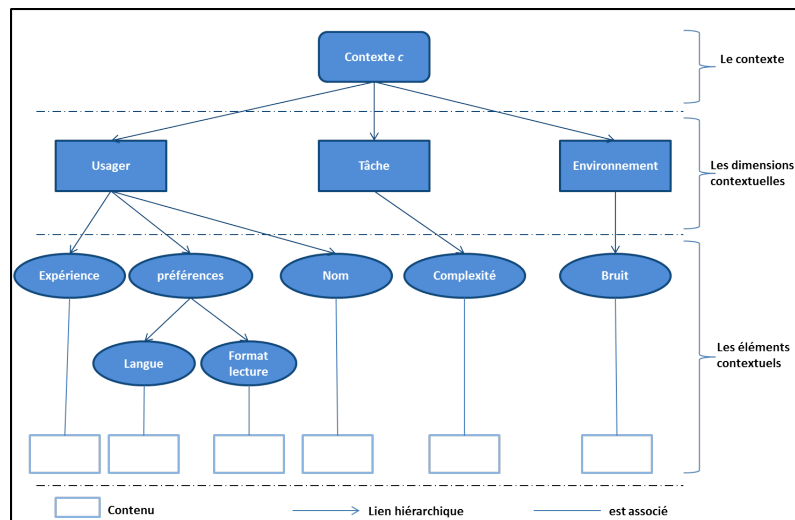 Contexte c
Le contexte
Usager
Tâche
Environnement
Les dimensions
contextuelles
Expérience
préférences
Nom
Complexité
Bruit
Langue
Format
lecture
Les éléments
contextuels
Contenu
Lien hiérarchique
est associé